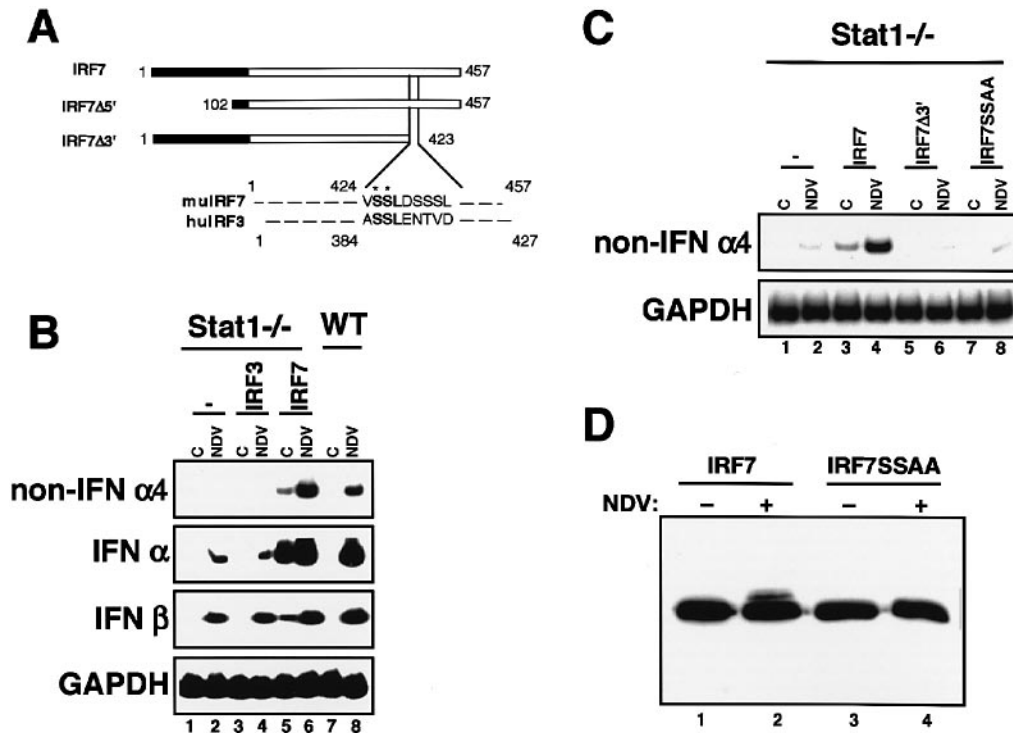 A
IRF7 1 457
IRF7Δ5' 102 457
IRF7Δ3' 1 423
1 424 ** 457
muIRF7 VSSLDSSSL
huIRF3 ASSLENTVD
1 384 427
B
Stat1-/- WT
- IRF3 IRF7
C NDV C NDV C NDV C NDV
non-IFN α4
IFN α
IFN β
GAPDH
1 2 3 4 5 6 7 8
C
Stat1-/-
- IRF7 IRF7Δ3' IRF7SSAA
C NDV C NDV C NDV C NDV
non-IFN α4
GAPDH
1 2 3 4 5 6 7 8
D
IRF7 IRF7SSAA
NDV: − + − +
1 2 3 4